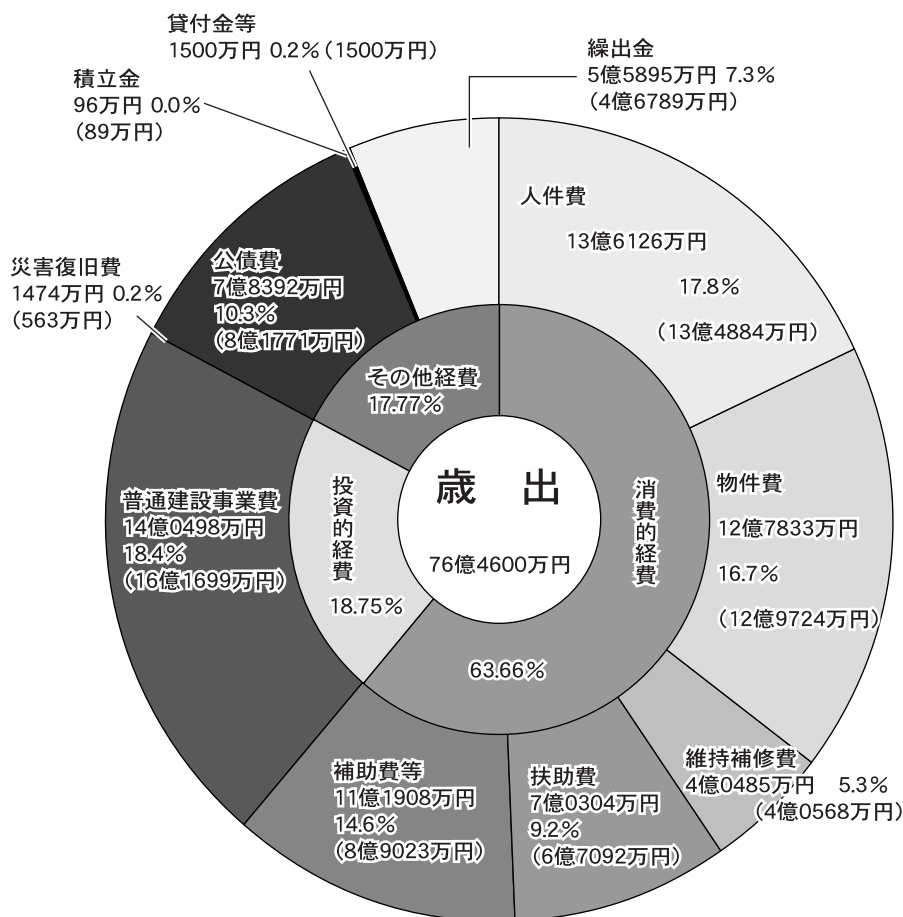 貸付金等
1500万円 0.2%(1500万円)
積立金
96万円 0.0%
(89万円)
繰出金
5億5895万円 7.3%
(4億6789万円)
人件費
13億6126万円
17.8%
(13億4884万円)
災害復旧費
1474万円 0.2%
(563万円)
公債費
7億8392万円
10.3%
(8億1771万円)
その他経費
17.77%
歳 出
76億4600万円
消費的経費
63.66%
投資的経費
18.75%
物件費
12億7833万円
16.7%
(12億9724万円)
普通建設事業費
14億0498万円
18.4%
(16億1699万円)
維持補修費
4億0485万円 5.3%
(4億0568万円)
扶助費
7億0304万円
9.2%
(6億7092万円)
補助費等
11億1908万円
14.6%
(8億9023万円)